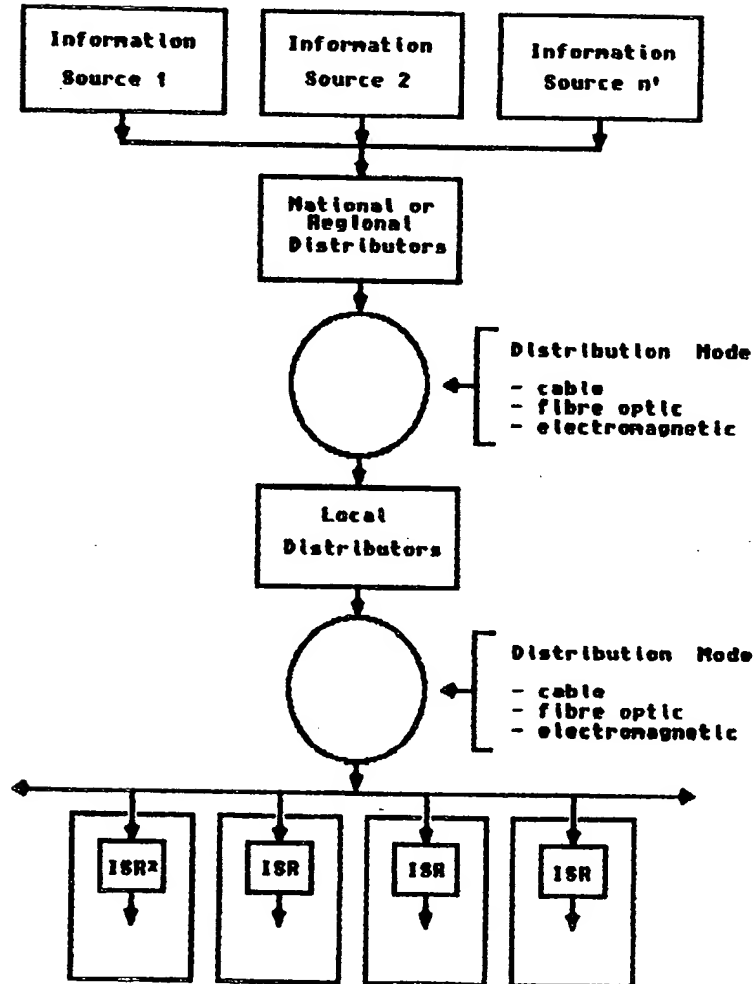 Information
Source 1
Information
Source 2
Information
Source n'
National or
Regional
Distributors
Distribution Mode
- cable
- fibre optic
- electromagnetic
Local
Distributors
Distribution Mode
- cable
- fibre optic
- electromagnetic
ISR²
ISR
ISR
ISR